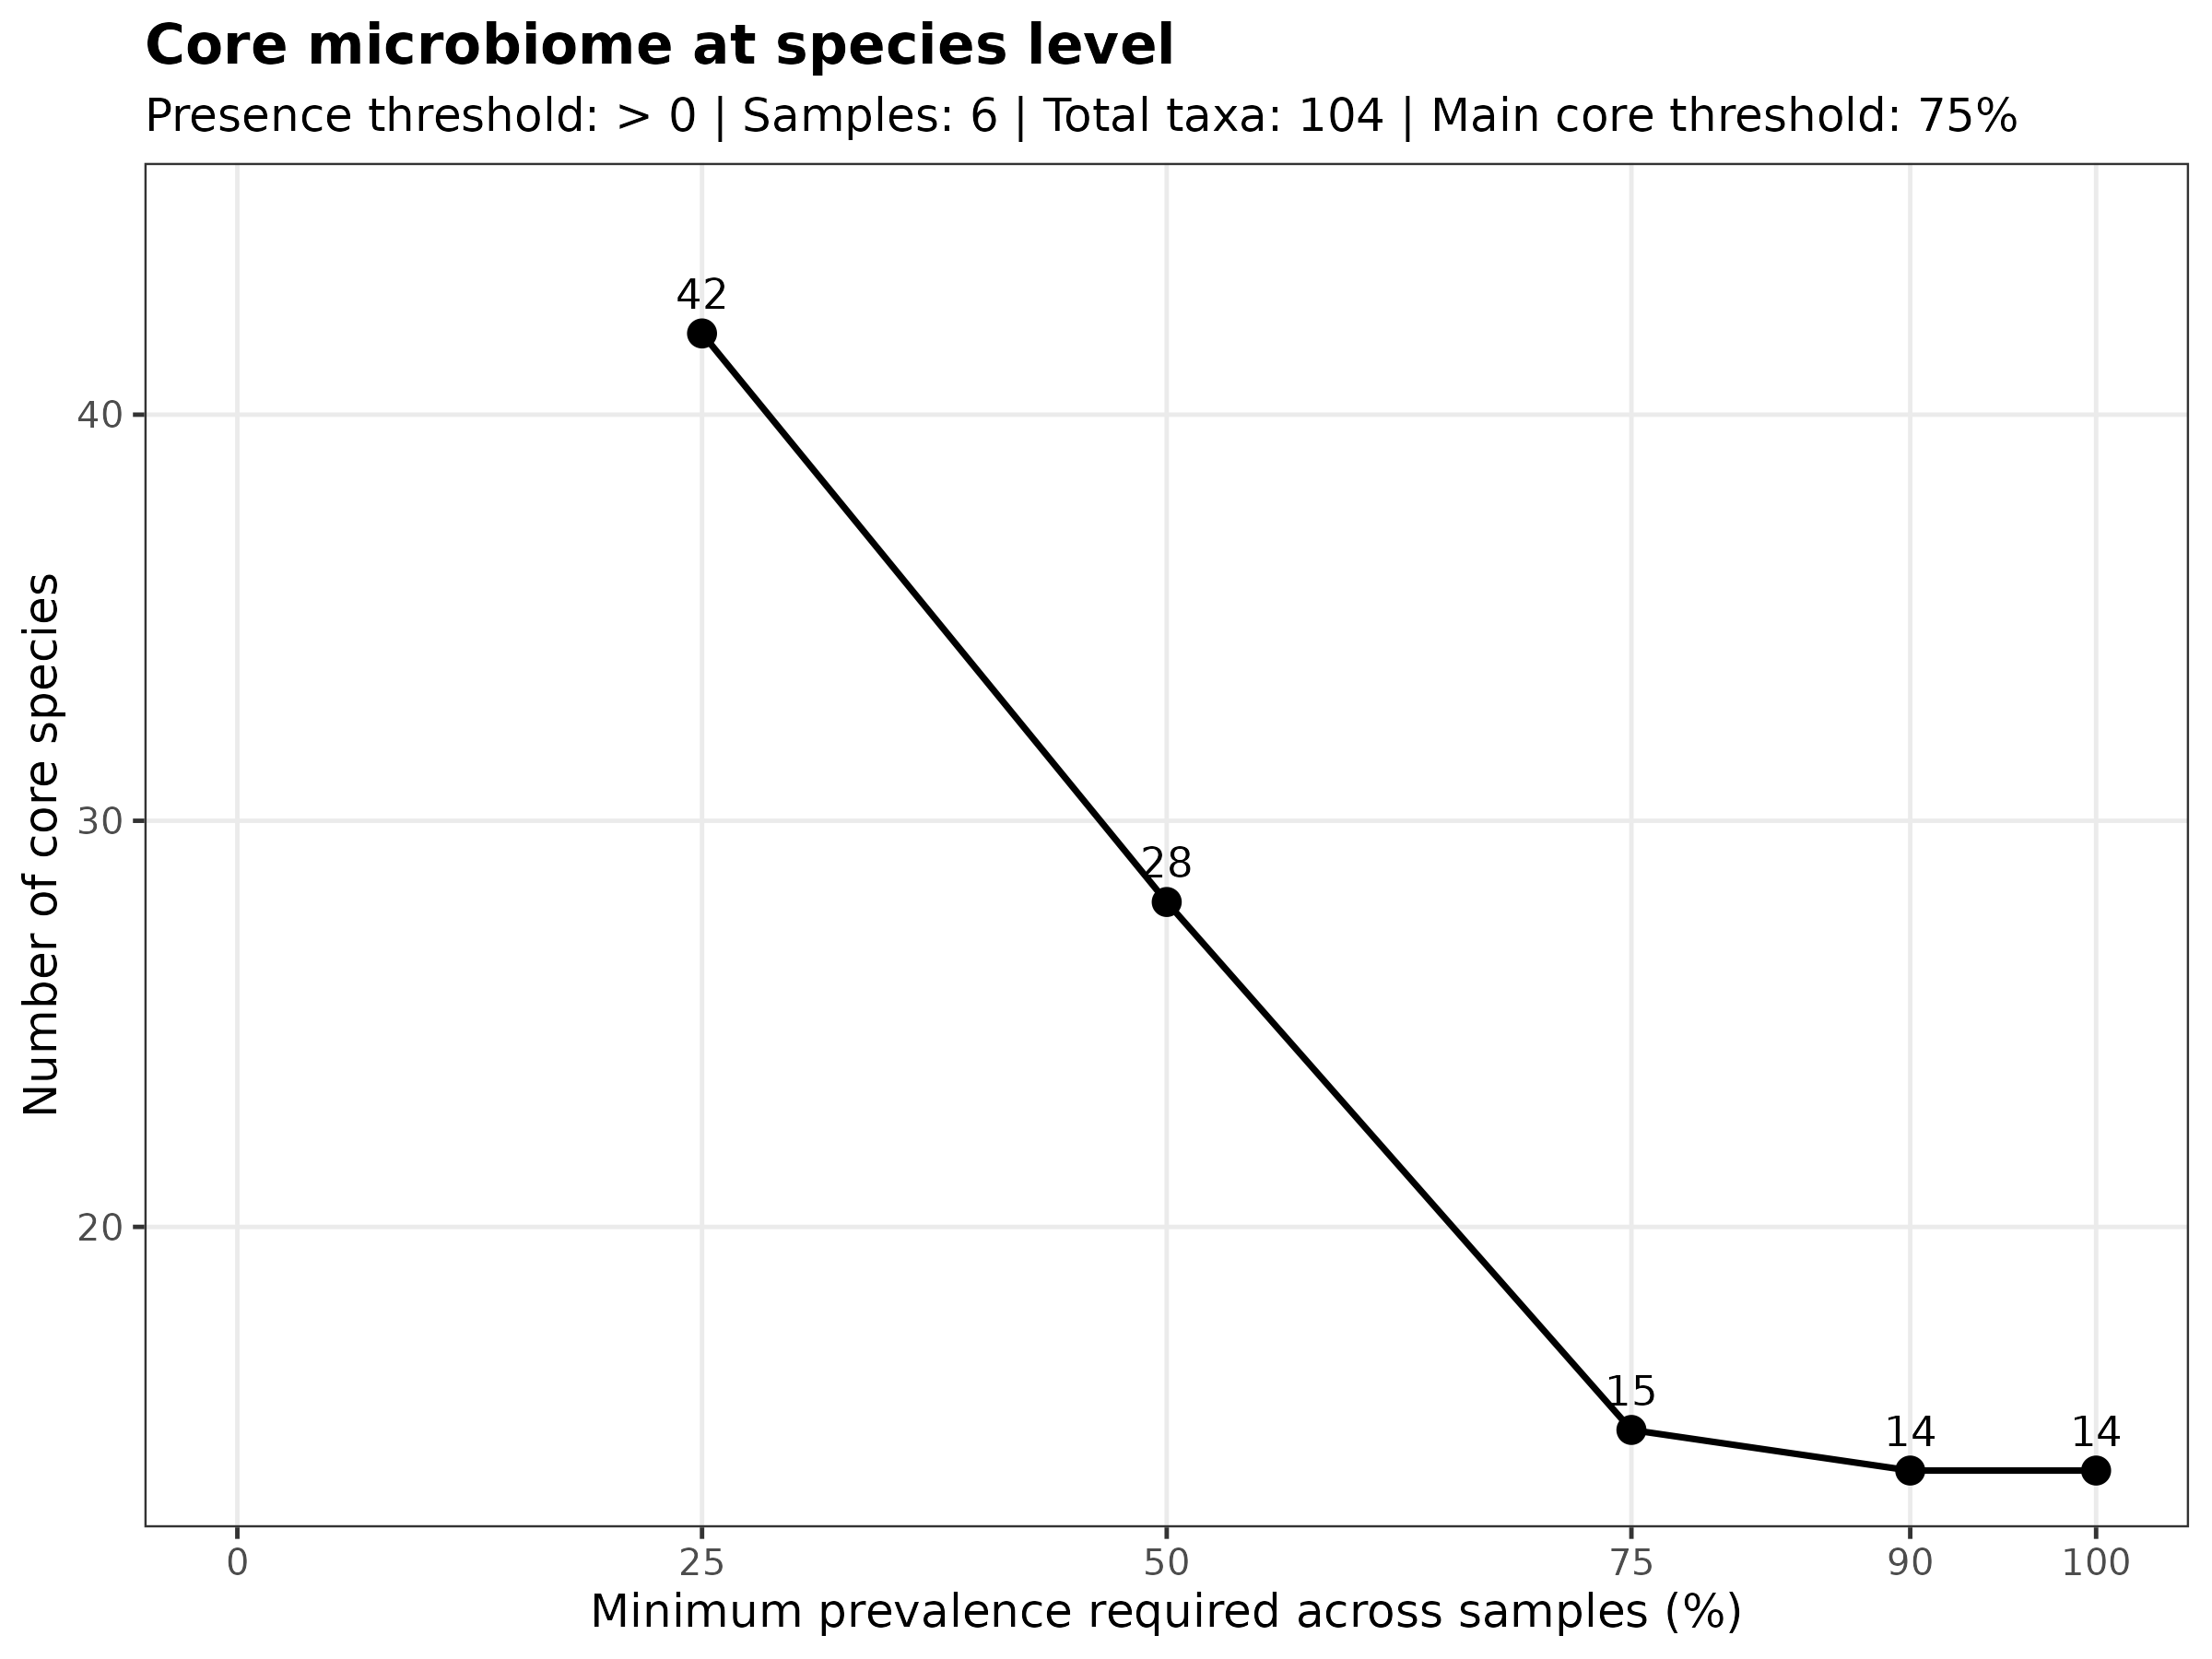 Core microbiome at species level
Presence threshold: > 0 | Samples: 6 | Total taxa: 104 | Main core threshold: 75%
42
40
Number of core species
30
28
20
15
14 14
0 25 50 75 90 100
Minimum prevalence required across samples (%)